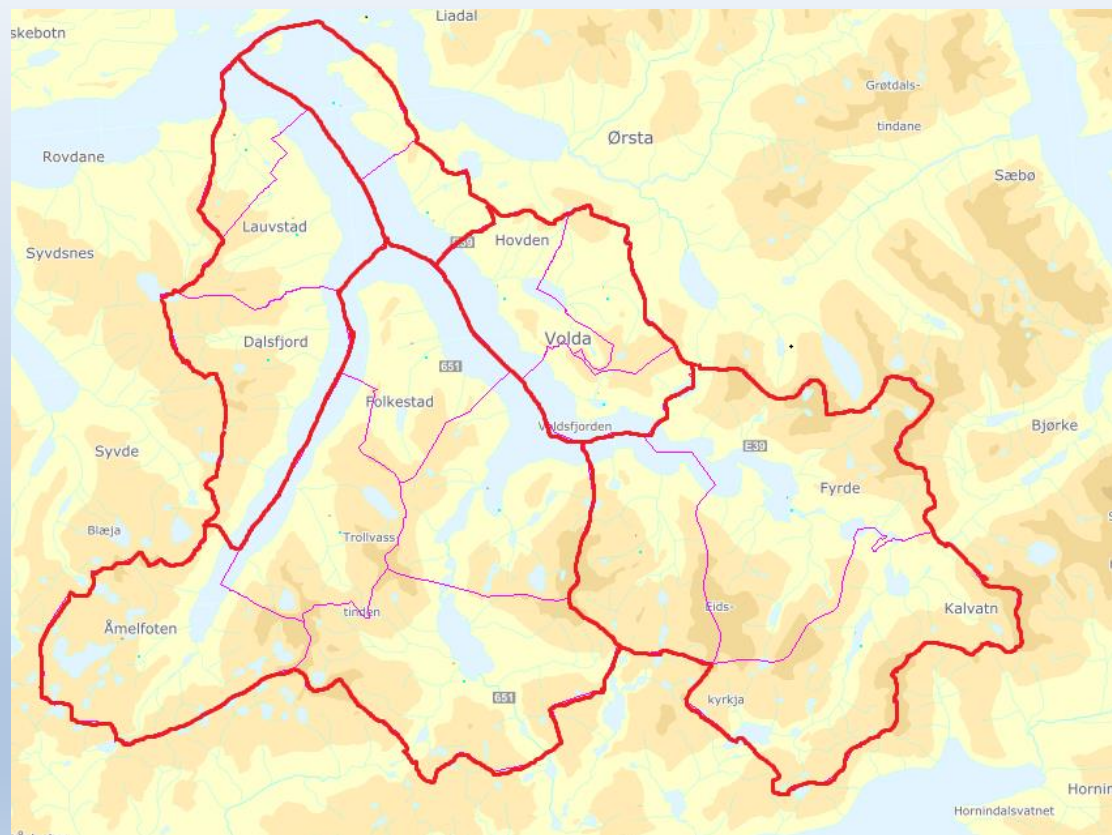 Liadal
skebotn
Grøtdals-
tindane
Ørsta
Rovdane
Sæbø
Lauvstad
Hovden
E39
Syvdsnes
Volda
Dalsfjord
651
Folkestad
Voldsfjorden
Bjørke
E39
Syvde
Fyrde
Blæja
Trollvass
tinden
Eids-
Kalvatn
Åmelfoten
651
kyrkja
Hornin
Hornindalsvatnet